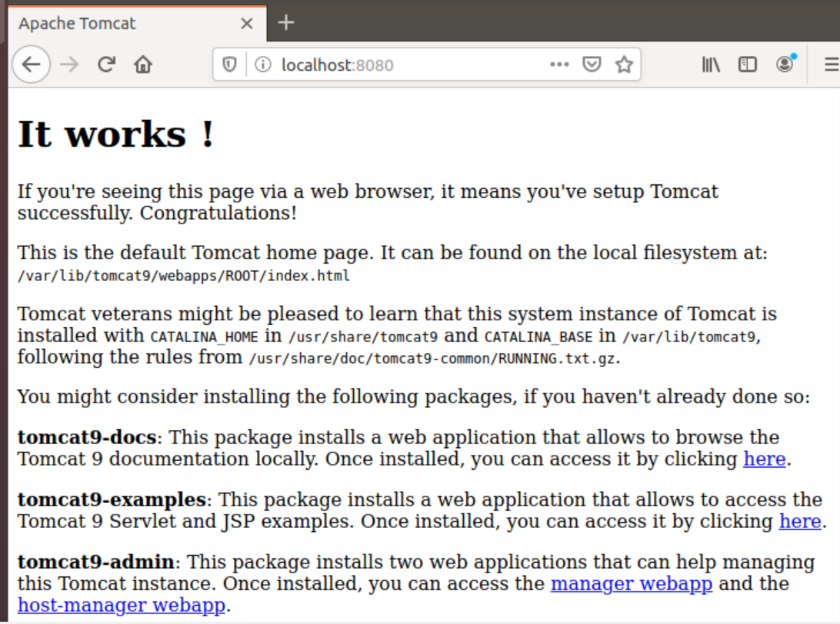 Apache Tomcat
localhost:8080
It works !
If you're seeing this page via a web browser, it means you've setup Tomcat
successfully. Congratulations!
This is the default Tomcat home page. It can be found on the local filesystem at:
/var/lib/tomcat9/webapps/ROOT/index.html
Tomcat veterans might be pleased to learn that this system instance of Tomcat is
installed with CATALINA_HOME in /usr/share/tomcat9 and CATALINA_BASE in /var/lib/tomcat9,
following the rules from /usr/share/doc/tomcat9-common/RUNNING.txt.gz.
You might consider installing the following packages, if you haven't already done so:
tomcat9-docs: This package installs a web application that allows to browse the
Tomcat 9 documentation locally. Once installed, you can access it by clicking here.
tomcat9-examples: This package installs a web application that allows to access the
Tomcat 9 Servlet and JSP examples. Once installed, you can access it by clicking here.
tomcat9-admin: This package installs two web applications that can help managing
this Tomcat instance. Once installed, you can access the manager webapp and the
host-manager webapp.